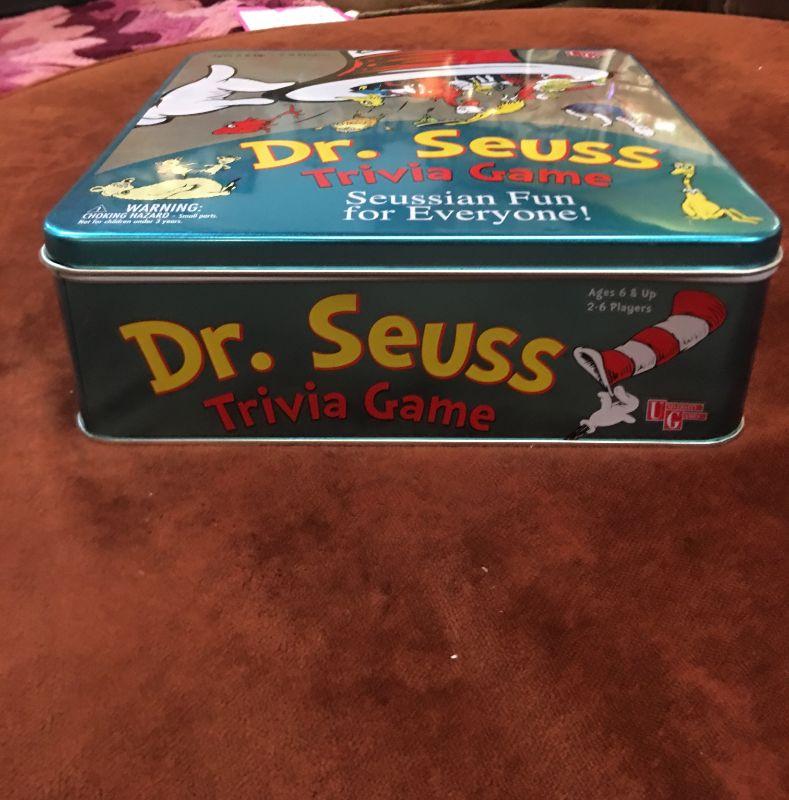 Dr. Seuss
Trivia Game
Seussian Fun
for Everyone!
WARNING:
CHOKING HAZARD - Small parts.
Not for children under 3 years.
Ages 6 & Up
2-6 Players
Dr. Seuss
Trivia Game
UG